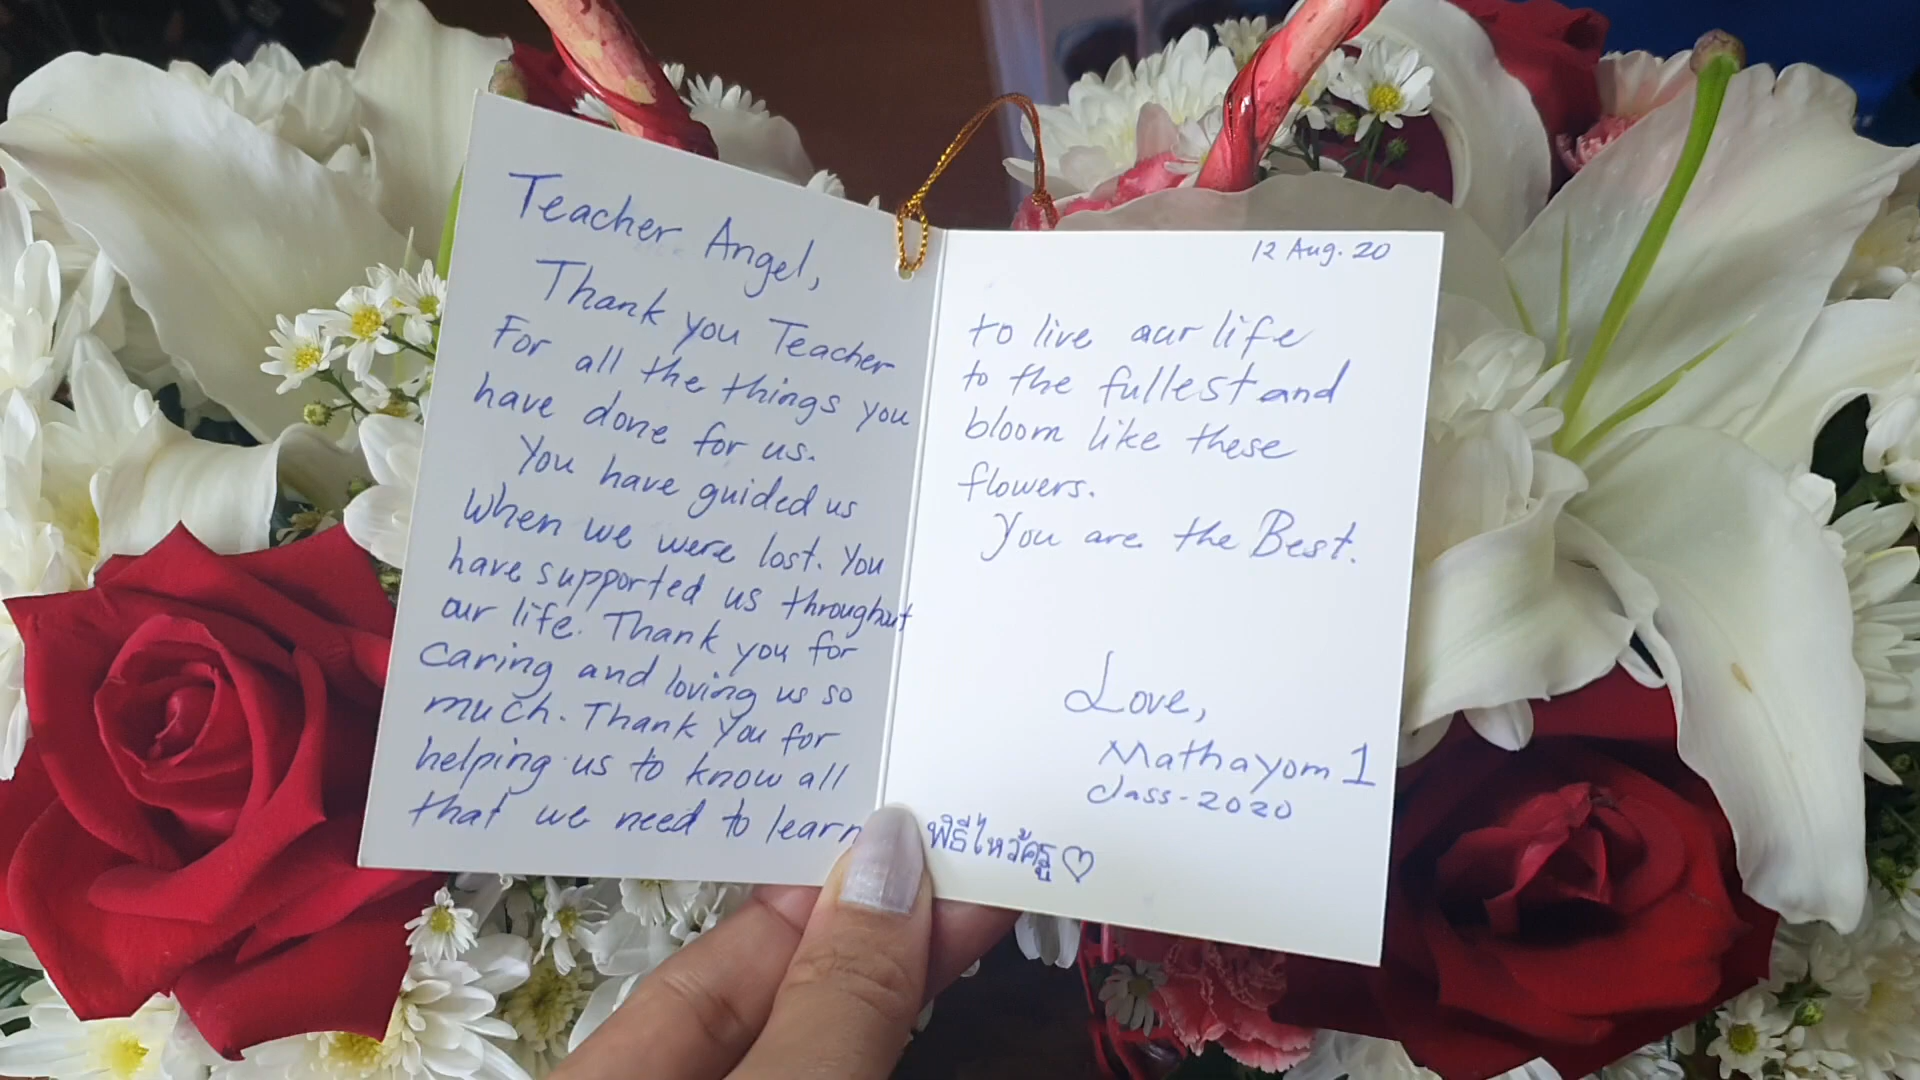 Teacher Angel,
Thank you Teacher
For all the things you
have done for us.
You have guided us
When we were lost. You
have supported us throughout
our life. Thank you for
Caring and loving us so
much. Thank You for
helping us to know all
that we need to learn
12 Aug. 20
to live our life
to the fullest and
bloom like these
flowers.
You are the Best.
Love,
Mathayom 1
class-2020
พิธีไหว้ครู ♡